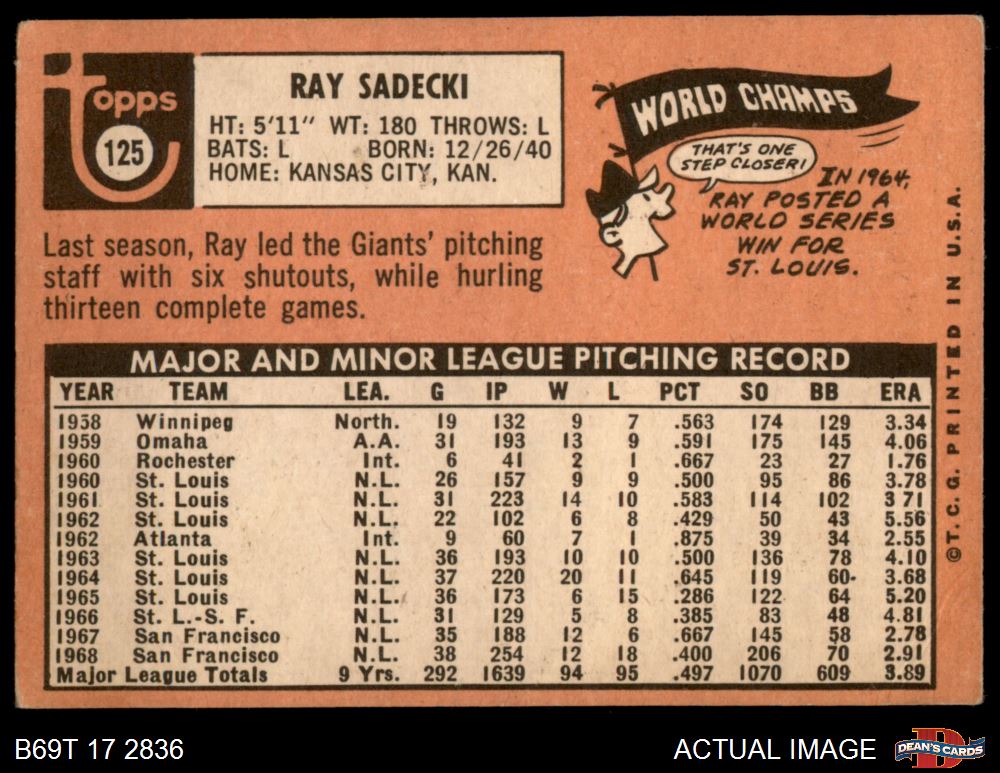 Topps
125
RAY SADECKI
HT: 5'11" WT: 180 THROWS: L
BATS: L BORN: 12/26/40
HOME: KANSAS CITY, KAN.
WORLD CHAMPS
THAT'S ONE
STEP CLOSER!
IN 1964,
RAY POSTED A
WORLD SERIES
WIN FOR
ST. LOUIS.
Last season, Ray led the Giants' pitching
staff with six shutouts, while hurling
thirteen complete games.
MAJOR AND MINOR LEAGUE PITCHING RECORD
YEAR TEAM LEA. G IP W L PCT SO BB ERA
1958 Winnipeg North. 19 132 9 7 .563 174 129 3.34
1959 Omaha A.A. 31 193 13 9 .591 175 145 4.06
1960 Rochester Int. 6 41 2 1 .667 23 27 1.76
1960 St. Louis N.L. 26 157 9 9 .500 95 86 3.78
1961 St. Louis N.L. 31 223 14 10 .583 114 102 3.71
1962 St. Louis N.L. 22 102 6 8 .429 50 43 5.56
1962 Atlanta Int. 9 60 7 1 .875 39 34 2.55
1963 St. Louis N.L. 36 193 10 10 .500 136 78 4.10
1964 St. Louis N.L. 37 220 20 11 .645 119 60 3.68
1965 St. Louis N.L. 36 173 6 15 .286 122 64 5.20
1966 St. L.-S. F. N.L. 31 129 5 8 .385 83 48 4.81
1967 San Francisco N.L. 35 188 12 6 .667 145 58 2.78
1968 San Francisco N.L. 38 254 12 18 .400 206 70 2.91
Major League Totals 9 Yrs. 292 1639 94 95 .497 1070 609 3.89
©T. C. G. PRINTED IN U.S.A.
B69T 17 2836
ACTUAL IMAGE
D
DEAN'S CARDS